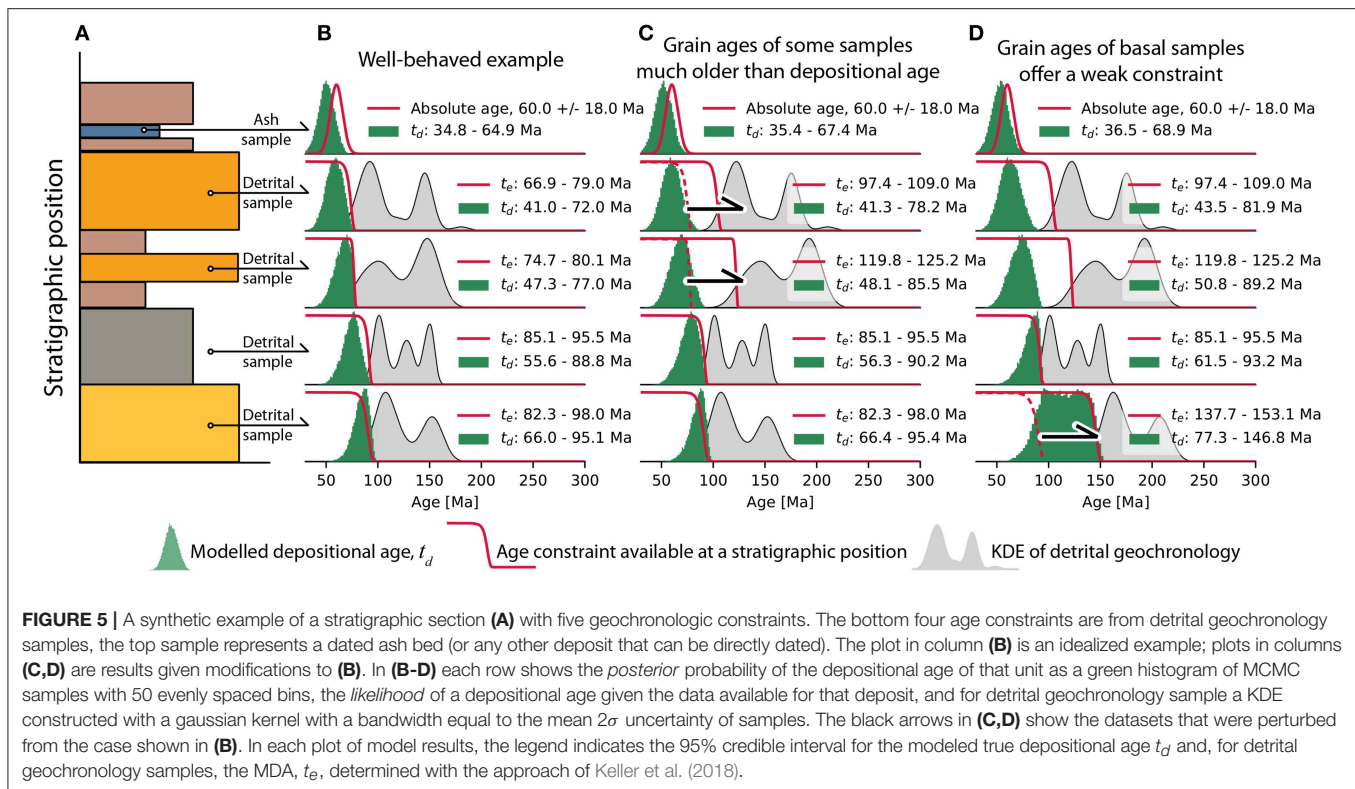 A
B
C
D
Well-behaved example
Grain ages of some samples
much older than depositional age
Grain ages of basal samples
offer a weak constraint
Stratigraphic position
Ash
sample
Detrital
sample
Detrital
sample
Detrital
sample
Detrital
sample
Absolute age, 60.0 +/- 18.0 Ma
t_d: 34.8 - 64.9 Ma
t_e: 66.9 - 79.0 Ma
t_d: 41.0 - 72.0 Ma
t_e: 74.7 - 80.1 Ma
t_d: 47.3 - 77.0 Ma
t_e: 85.1 - 95.5 Ma
t_d: 55.6 - 88.8 Ma
t_e: 82.3 - 98.0 Ma
t_d: 66.0 - 95.1 Ma
50 100 150 200 250 300
Age [Ma]
Absolute age, 60.0 +/- 18.0 Ma
t_d: 35.4 - 67.4 Ma
t_e: 97.4 - 109.0 Ma
t_d: 41.3 - 78.2 Ma
t_e: 119.8 - 125.2 Ma
t_d: 48.1 - 85.5 Ma
t_e: 85.1 - 95.5 Ma
t_d: 56.3 - 90.2 Ma
t_e: 82.3 - 98.0 Ma
t_d: 66.4 - 95.4 Ma
50 100 150 200 250 300
Age [Ma]
Absolute age, 60.0 +/- 18.0 Ma
t_d: 36.5 - 68.9 Ma
t_e: 97.4 - 109.0 Ma
t_d: 43.5 - 81.9 Ma
t_e: 119.8 - 125.2 Ma
t_d: 50.8 - 89.2 Ma
t_e: 85.1 - 95.5 Ma
t_d: 61.5 - 93.2 Ma
t_e: 137.7 - 153.1 Ma
t_d: 77.3 - 146.8 Ma
50 100 150 200 250 300
Age [Ma]
Modelled depositional age, t_d
Age constraint available at a stratigraphic position
KDE of detrital geochronology
FIGURE 5 | A synthetic example of a stratigraphic section (A) with five geochronologic constraints. The bottom four age constraints are from detrital geochronology
samples, the top sample represents a dated ash bed (or any other deposit that can be directly dated). The plot in column (B) is an idealized example; plots in columns
(C,D) are results given modifications to (B). In (B-D) each row shows the posterior probability of the depositional age of that unit as a green histogram of MCMC
samples with 50 evenly spaced bins, the likelihood of a depositional age given the data available for that deposit, and for detrital geochronology sample a KDE
constructed with a gaussian kernel with a bandwidth equal to the mean 2σ uncertainty of samples. The black arrows in (C,D) show the datasets that were perturbed
from the case shown in (B). In each plot of model results, the legend indicates the 95% credible interval for the modeled true depositional age t_d and, for detrital
geochronology samples, the MDA, t_e, determined with the approach of Keller et al. (2018).